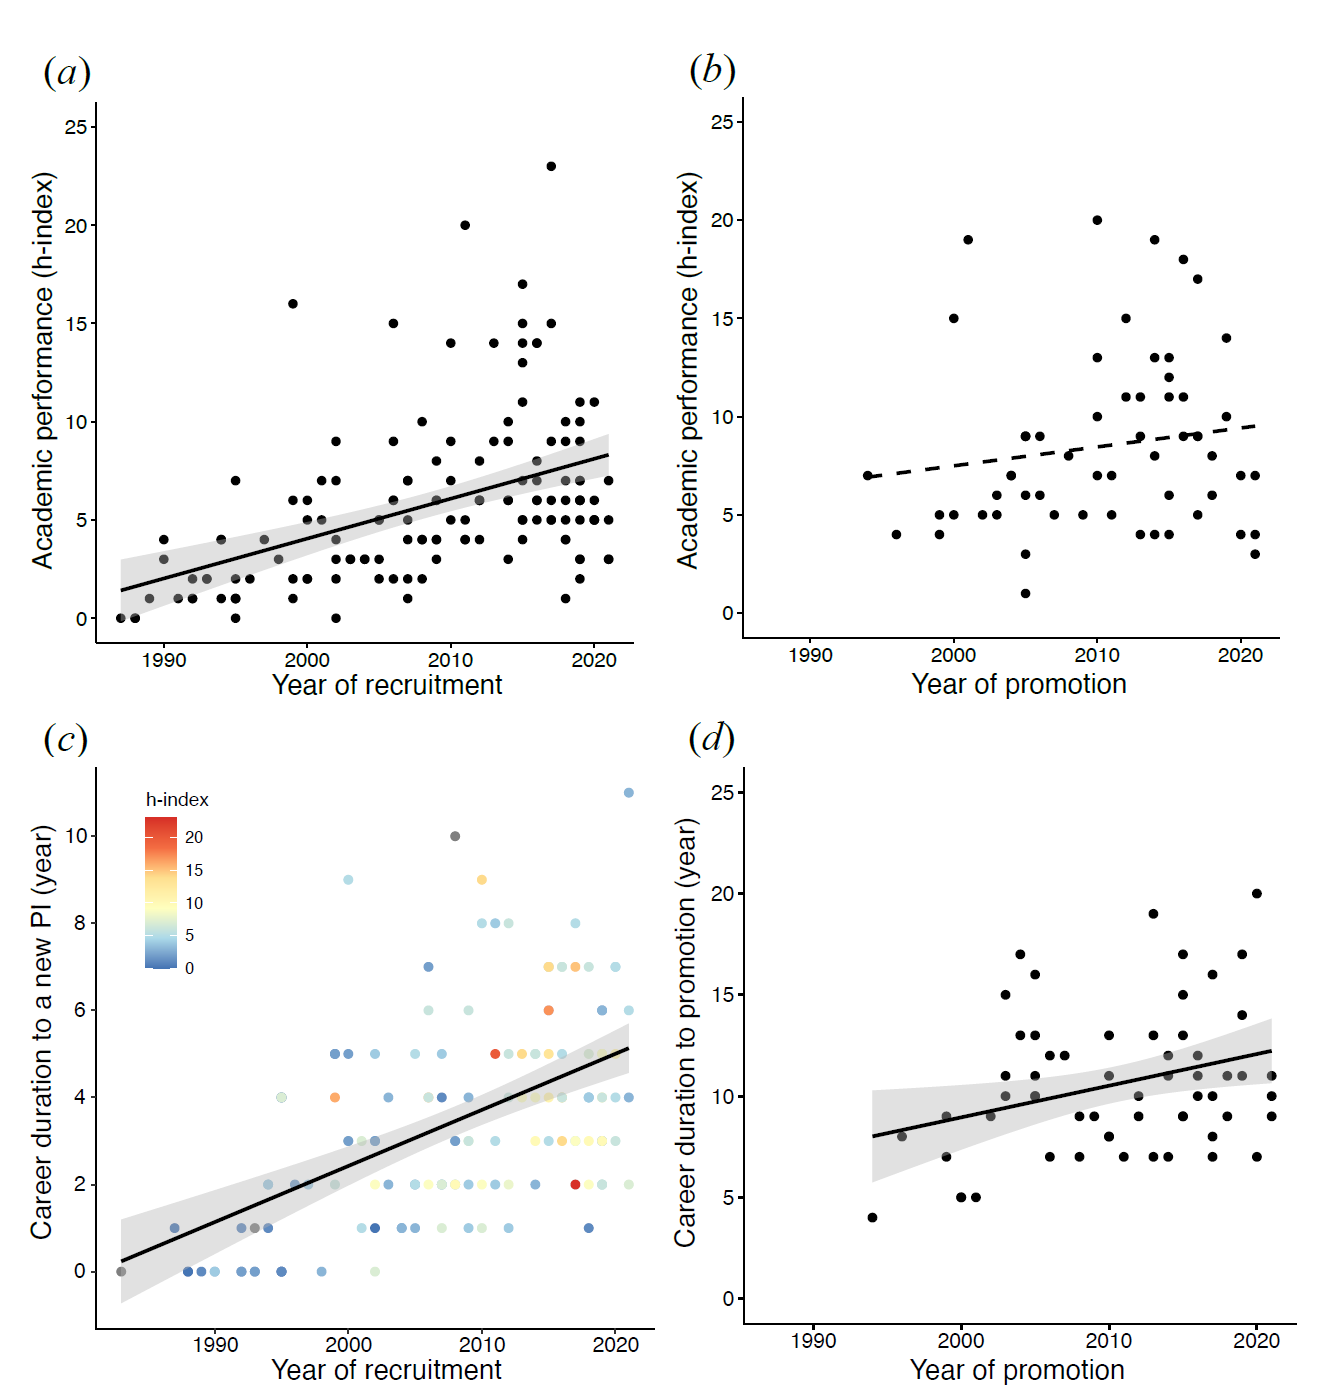 (a)
Academic performance (h-index)
25
20
15
10
5
0
1990 2000 2010 2020
Year of recruitment
(b)
Academic performance (h-index)
25
20
15
10
5
0
1990 2000 2010 2020
Year of promotion
(c)
Career duration to a new PI (year)
10
8
6
4
2
0
h-index
20
15
10
5
0
1990 2000 2010 2020
Year of recruitment
(d)
Career duration to promotion (year)
25
20
15
10
5
0
1990 2000 2010 2020
Year of promotion